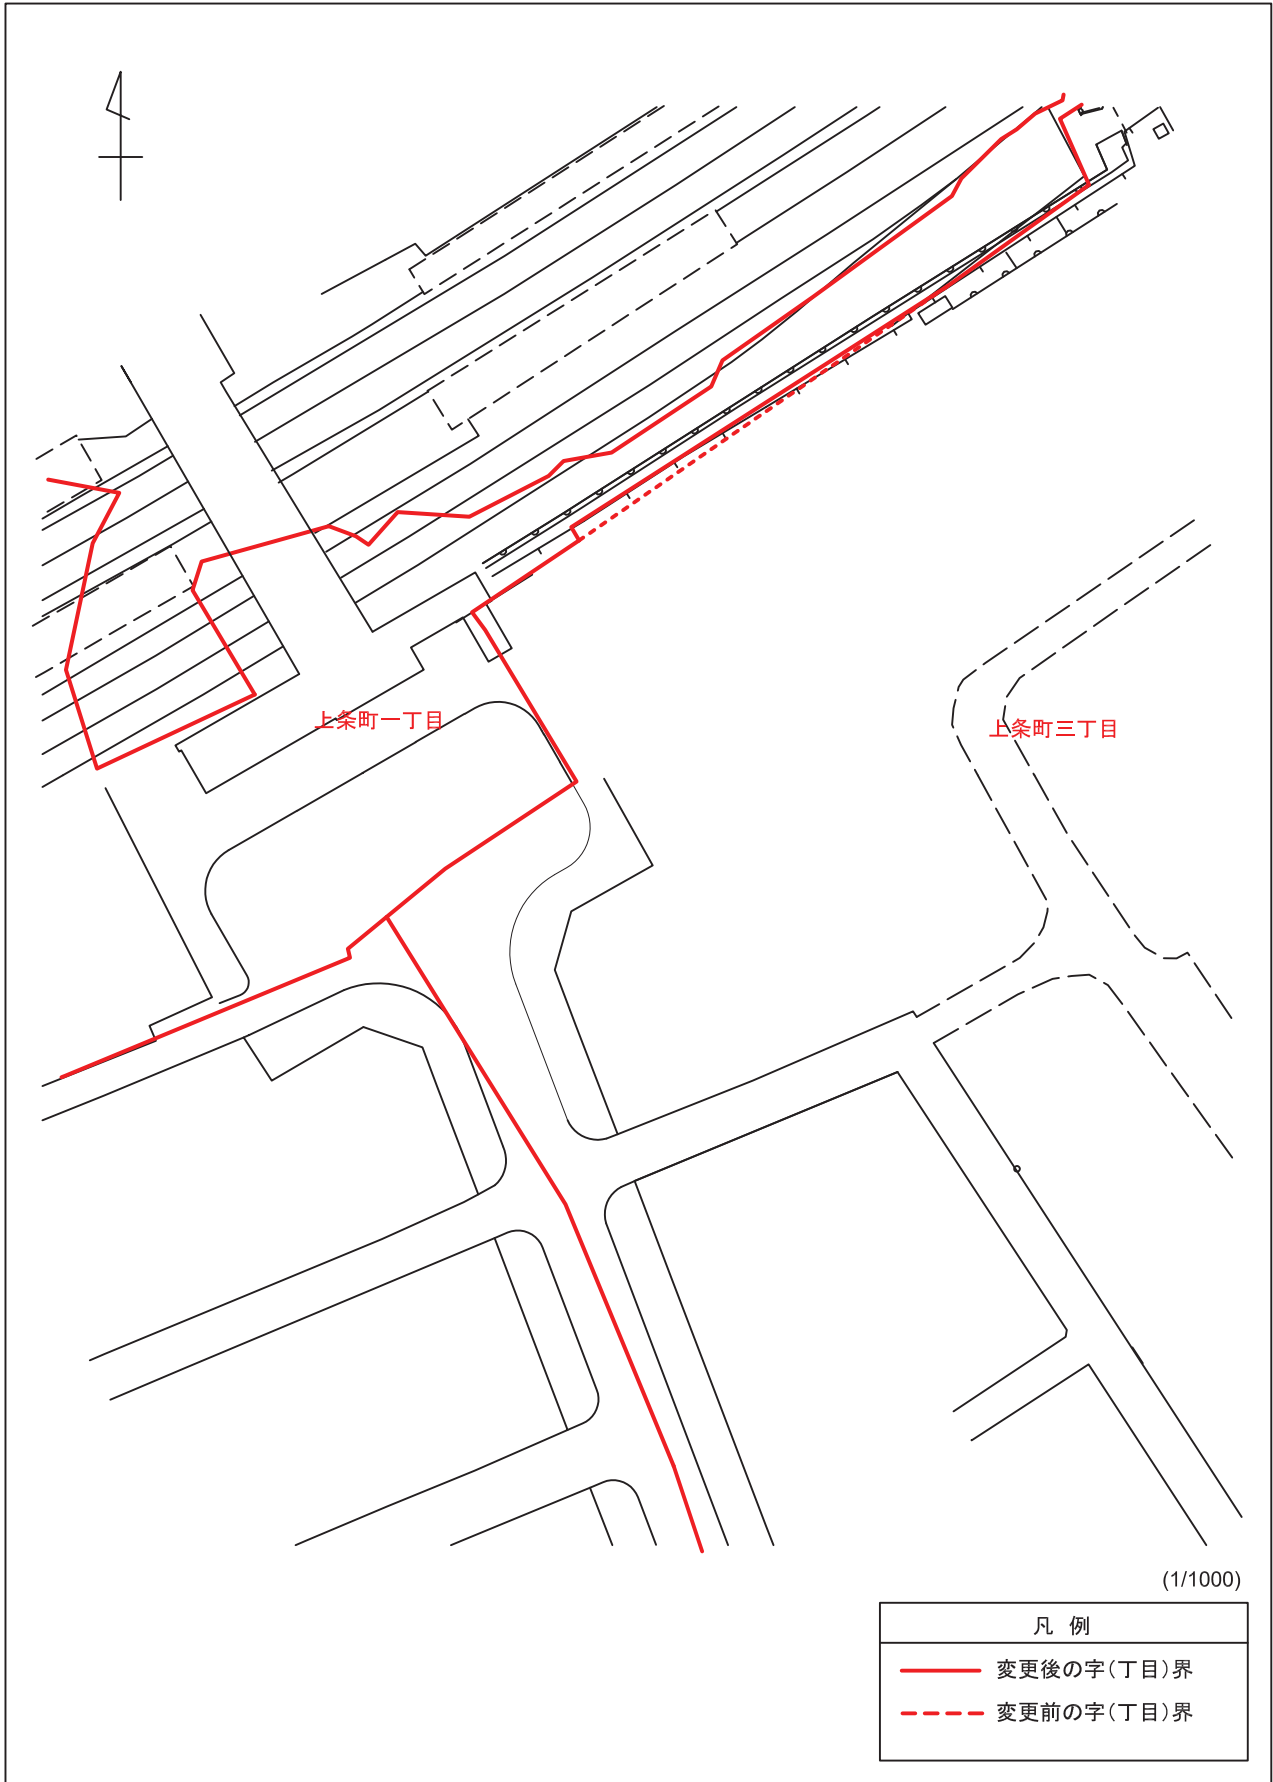 上条町一丁目
上条町三丁目
(1/1000)
凡 例
変更後の字(丁目)界
変更前の字(丁目)界